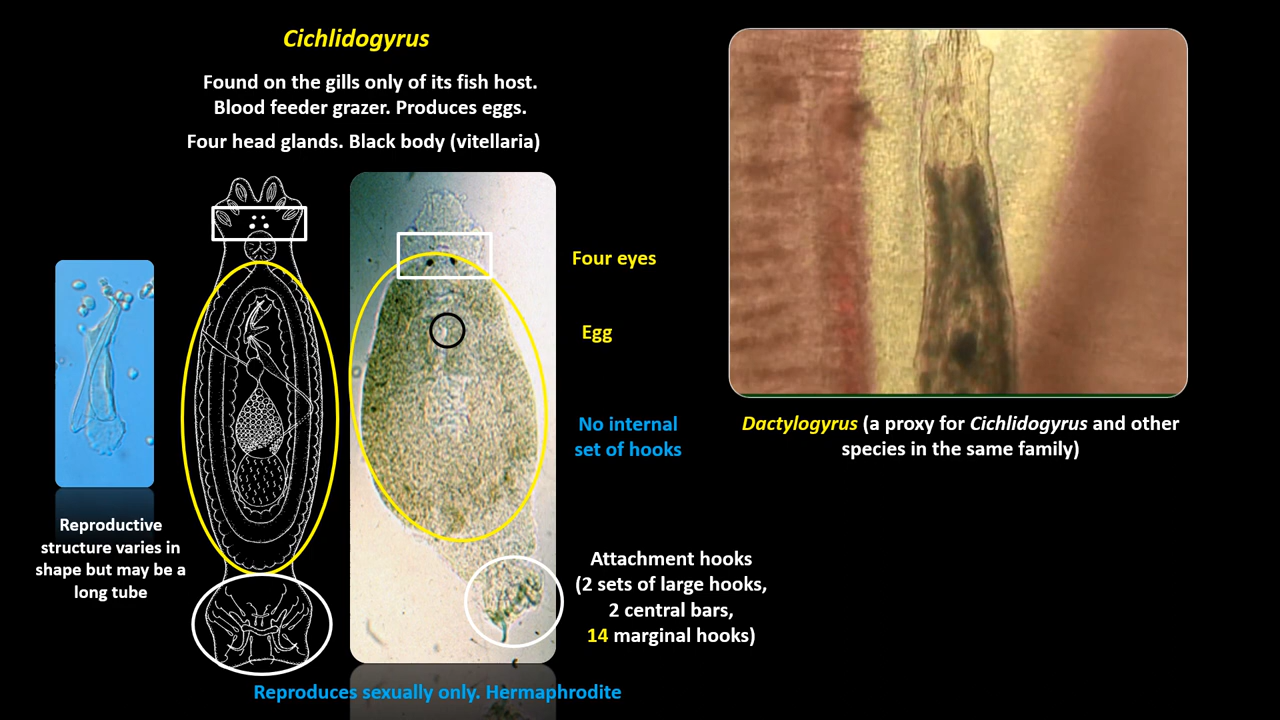 Cichlidogyrus
Found on the gills only of its fish host.
Blood feeder grazer. Produces eggs.
Four head glands. Black body (vitellaria)
Four eyes
Egg
No internal
set of hooks
Attachment hooks
(2 sets of large hooks,
2 central bars,
14 marginal hooks)
Reproductive
structure varies in
shape but may be a
long tube
Reproduces sexually only. Hermaphrodite
Dactylogyrus (a proxy for Cichlidogyrus and other
species in the same family)